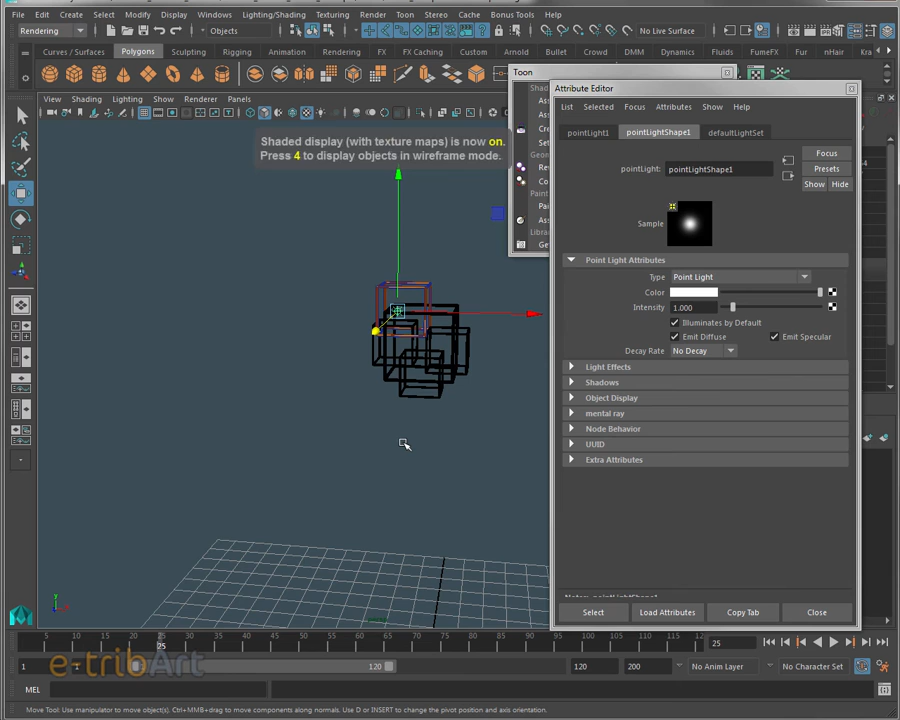 File Edit Create Select Modify Display Windows Lighting/Shading Texturing Render Toon Stereo Cache Bonus Tools Help
Rendering Objects No Live Surface
Curves / Surfaces Polygons Sculpting Rigging Animation Rendering FX FX Caching Custom Arnold Bullet Crowd DMM Dynamics Fluids FumeFX Fur nHair
View Shading Lighting Show Renderer Panels
Shaded display (with texture maps) is now on.
Press 4 to display objects in wireframe mode.
Toon
Attribute Editor
List Selected Focus Attributes Show Help
pointLight1 pointLightShape1 defaultLightSet
pointLight: pointLightShape1
Focus
Presets
Show Hide
Sample
Point Light Attributes
Type Point Light
Color
Intensity 1.000
Illuminates by Default
Emit Diffuse Emit Specular
Decay Rate No Decay
Light Effects
Shadows
Object Display
mental ray
Node Behavior
UUID
Extra Attributes
Select Load Attributes Copy Tab Close
5 10 15 20 25 30 35 40 45 50 55 60 65 70 75 80 85 90 95 100 105 110 115 12
25
25
1 1 120 120 200 No Anim Layer No Character Set
e-tribArt
MEL
Move Tool: Use manipulator to move object(s). Ctrl+MMB+drag to move components along normals. Use D or INSERT to change the pivot position and axis orientation.